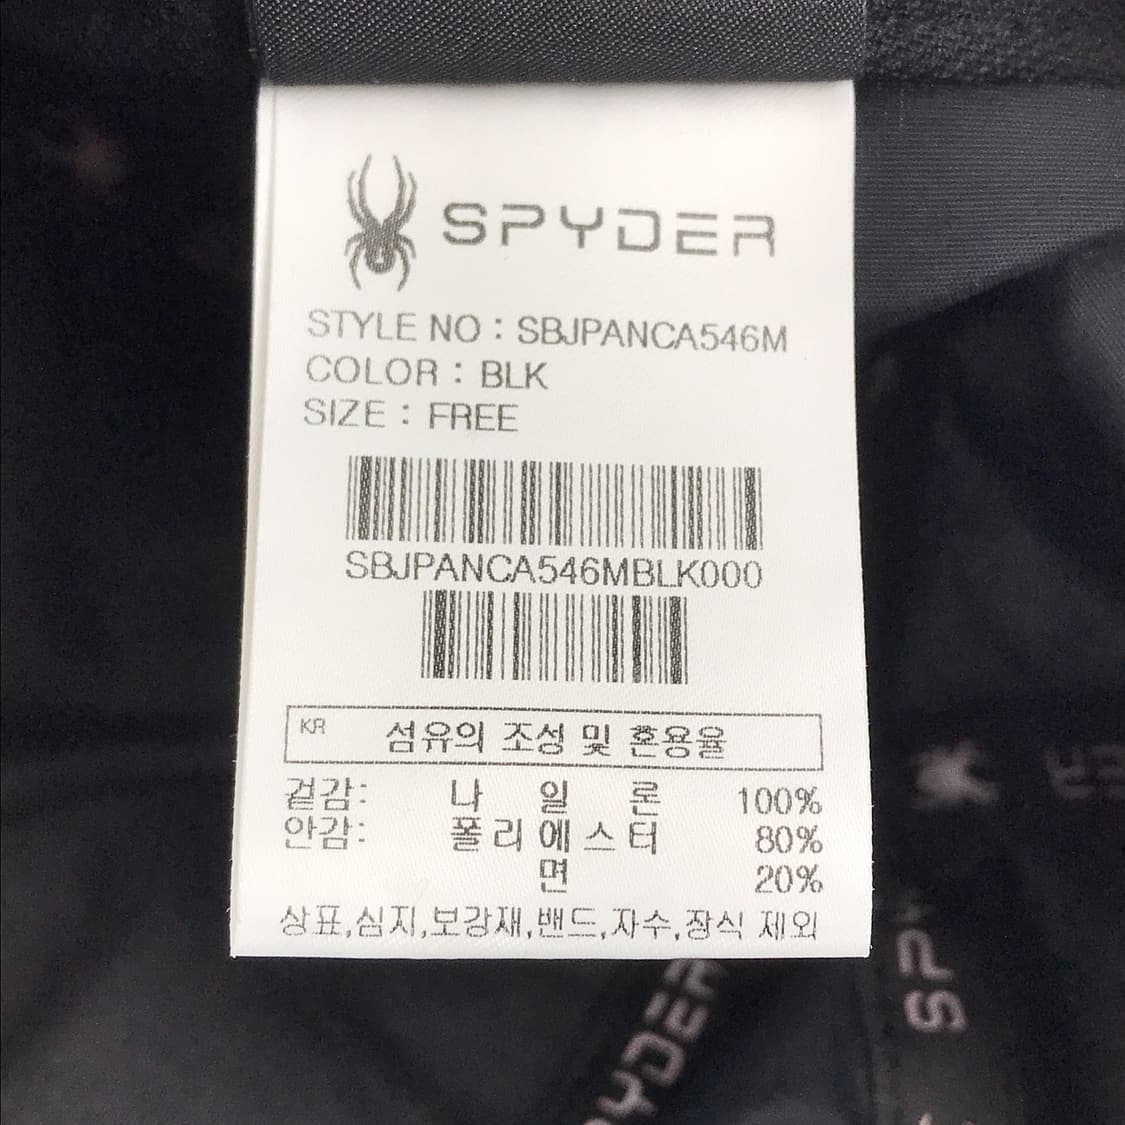 SPYDER
STYLE NO : SBJPANCA546M
COLOR : BLK
SIZE : FREE
SBJPANCA546MBLK000
KR 섬유의 조성 및 혼용율
겉감: 나 일 론 100%
안감: 폴리에스터 80%
면 20%
상표,심지,보강재,밴드,자수,장식 제외
SPYDER
SPY